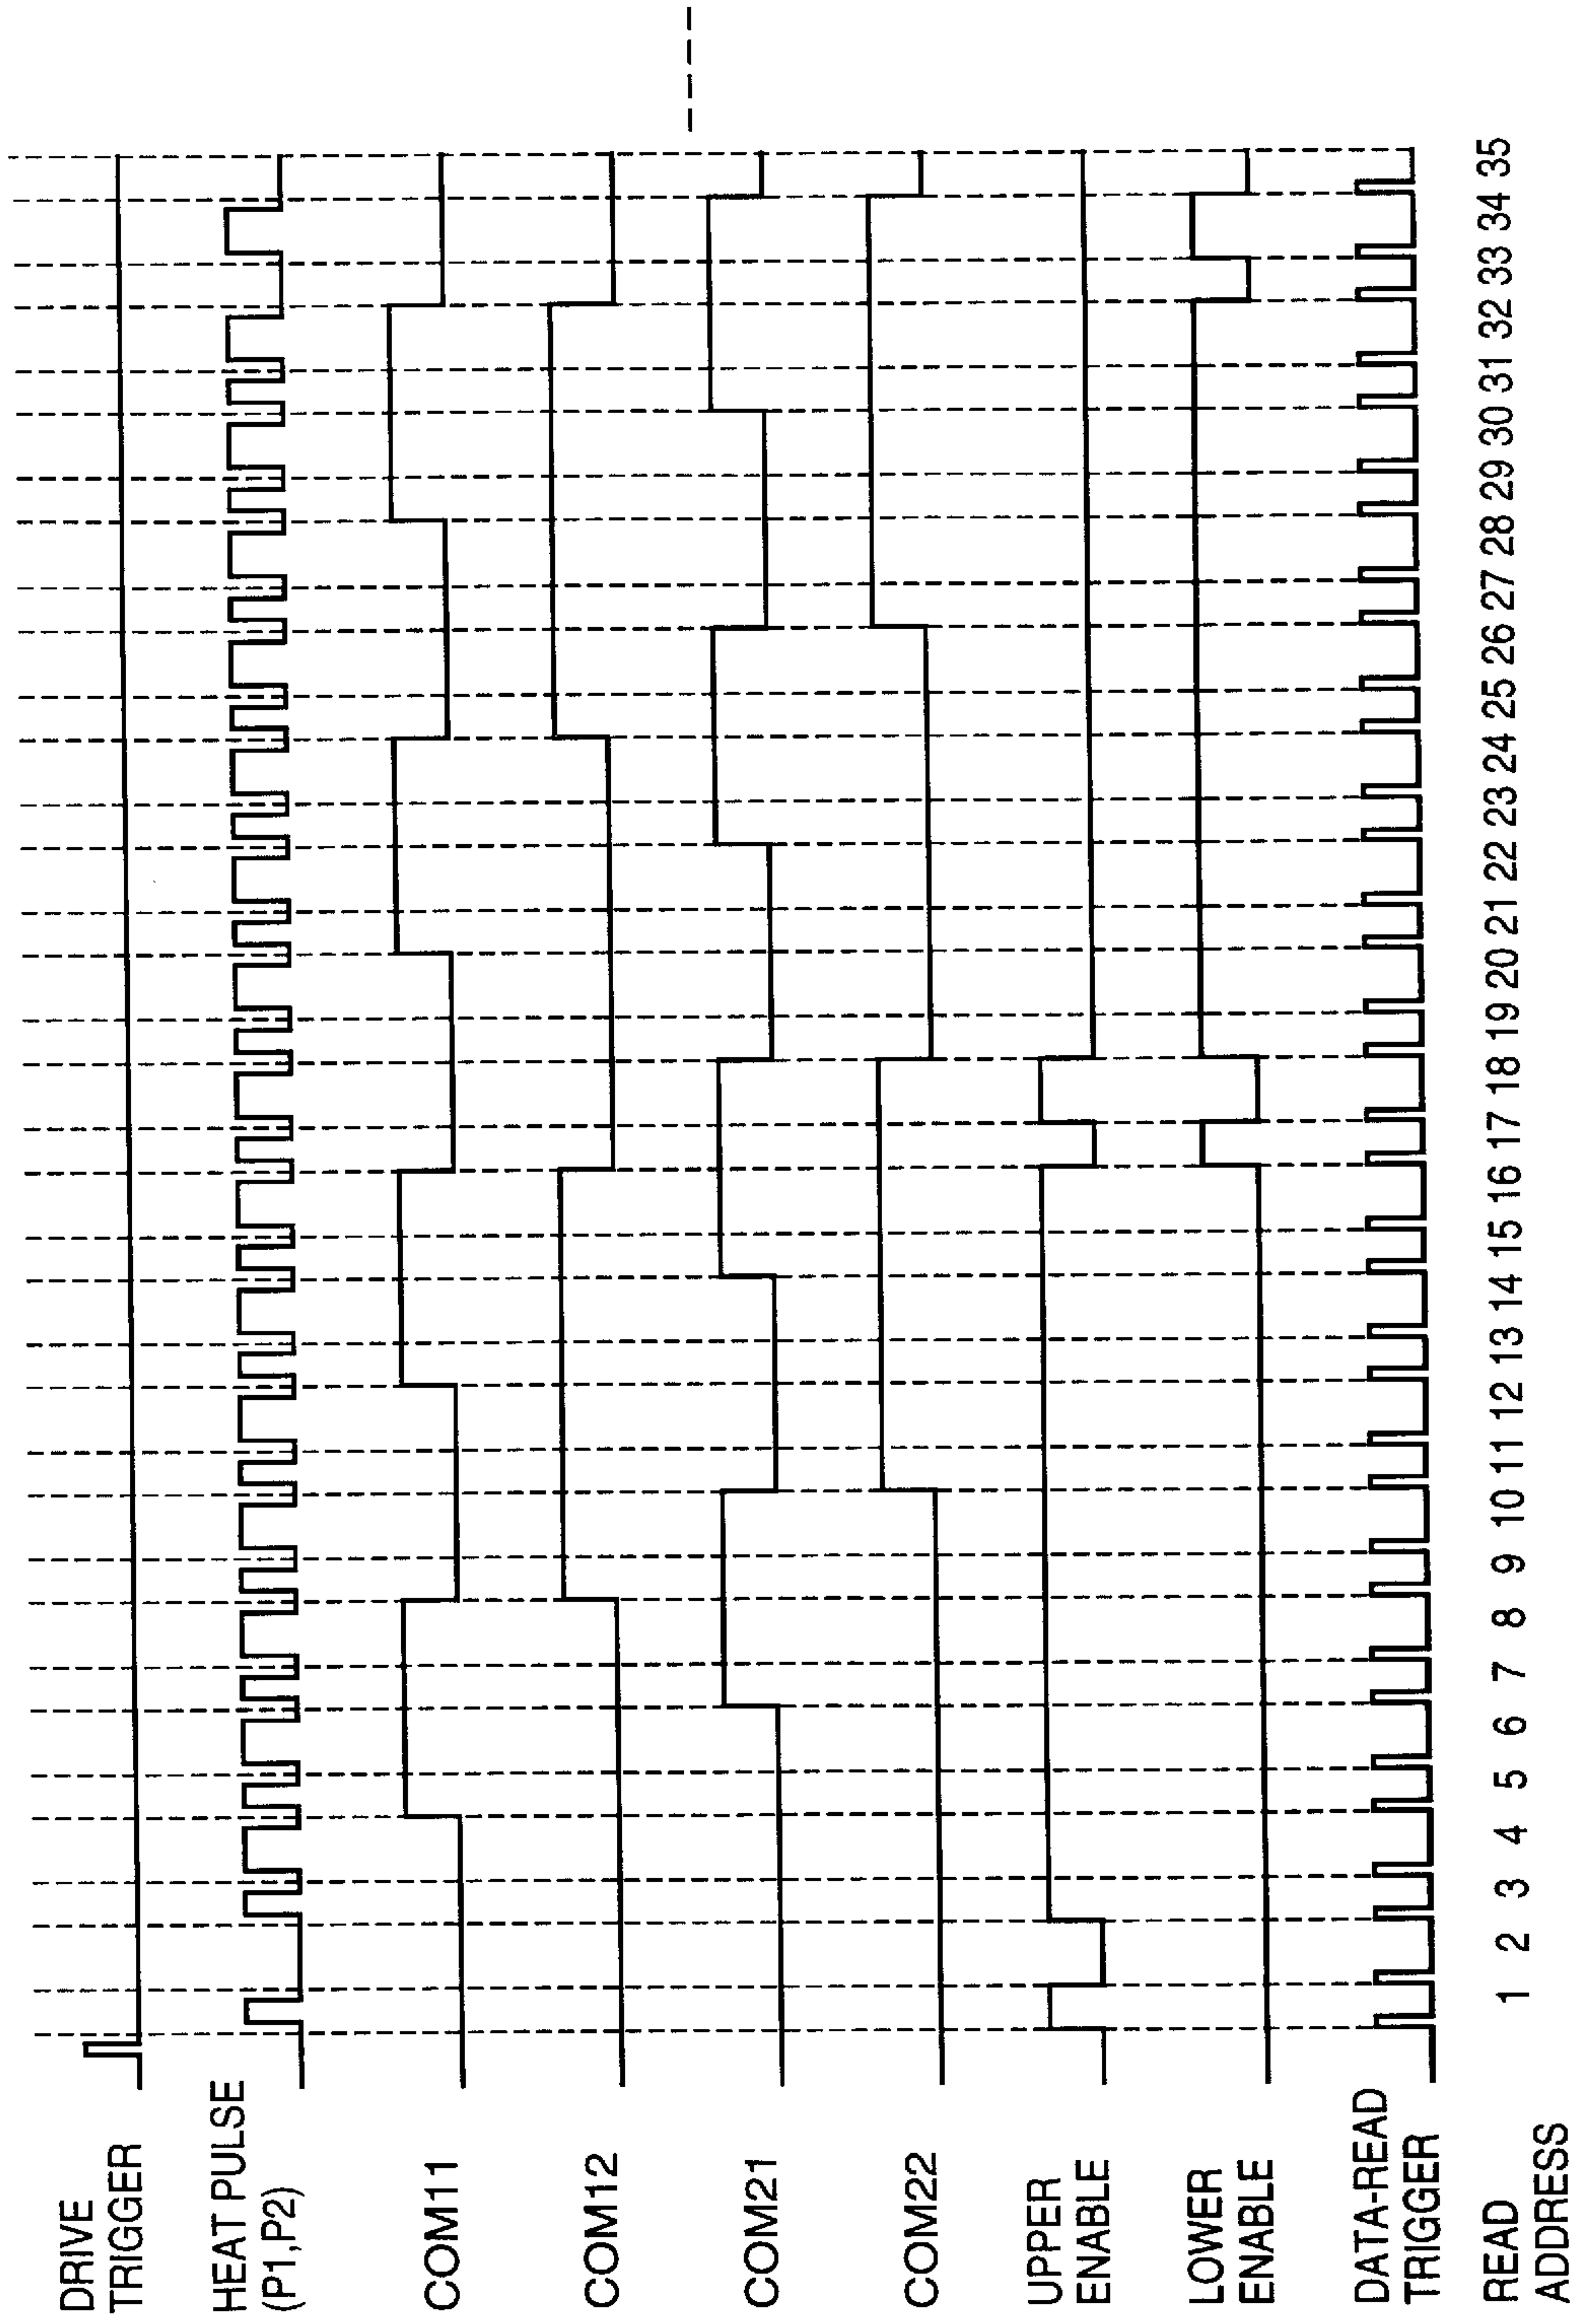 DRIVE
TRIGGER
HEAT PULSE
(P1,P2)
COM11
COM12
COM21
COM22
UPPER
ENABLE
LOWER
ENABLE
DATA-READ
TRIGGER
READ
ADDRESS
1 2 3 4 5 6 7 8 9 10 11 12 13 14 15 16 17 18 19 20 21 22 23 24 25 26 27 28 29 30 31 32 33 34 35